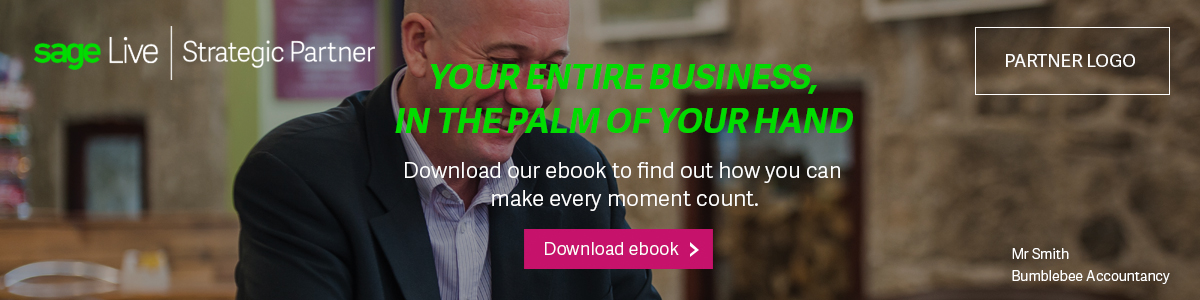 sage Live | Strategic Partner
PARTNER LOGO
YOUR ENTIRE BUSINESS,
IN THE PALM OF YOUR HAND
Download our ebook to find out how you can
make every moment count.
Download ebook
Mr Smith
Bumblebee Accountancy